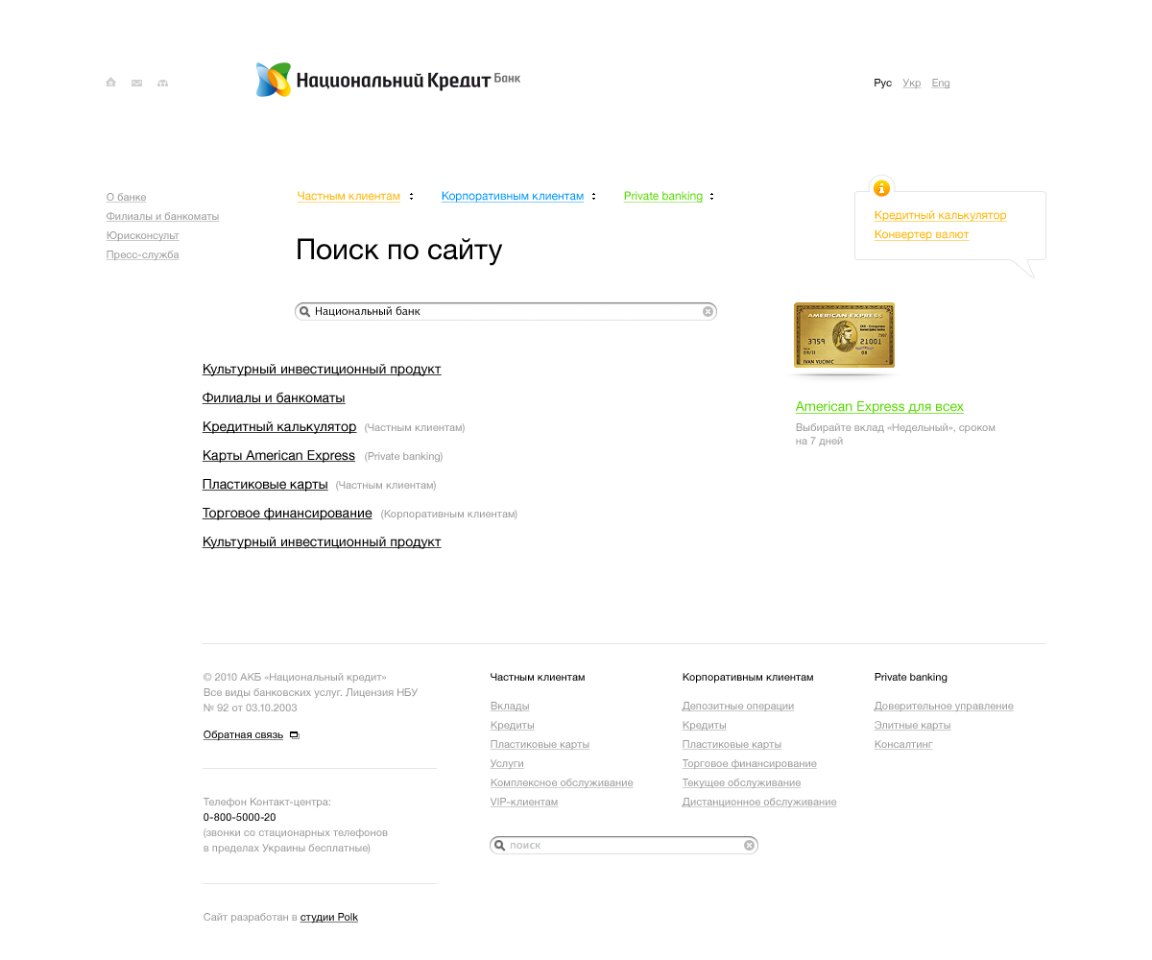 Національний Кредит Банк
Рус Укр Eng
О банке
Филиалы и банкоматы
Юрисконсульт
Пресс-служба
Частным клиентам
Корпоративным клиентам
Private banking
Кредитный калькулятор
Конвертер валют
Поиск по сайту
Национальный банк
AMERICAN EXPRESS
3759 21001
IVAN VUCINIC
American Express для всех
Выбирайте вклад «Недельный», сроком
на 7 дней
Культурный инвестиционный продукт
Филиалы и банкоматы
Кредитный калькулятор (Частным клиентам)
Карты American Express (Private banking)
Пластиковые карты (Частным клиентам)
Торговое финансирование (Корпоративным клиентам)
Культурный инвестиционный продукт
© 2010 АКБ «Национальный кредит»
Все виды банковских услуг. Лицензия НБУ
№ 92 от 03.10.2003
Обратная связь
Телефон Контакт-центра:
0-800-5000-20
(звонки со стационарных телефонов
в пределах Украины бесплатные)
Сайт разработан в студии Polk
Частным клиентам
Вклады
Кредиты
Пластиковые карты
Услуги
Комплексное обслуживание
VIP-клиентам
Корпоративным клиентам
Депозитные операции
Кредиты
Пластиковые карты
Торговое финансирование
Текущее обслуживание
Дистанционное обслуживание
Private banking
Доверительное управление
Элитные карты
Консалтинг
поиск